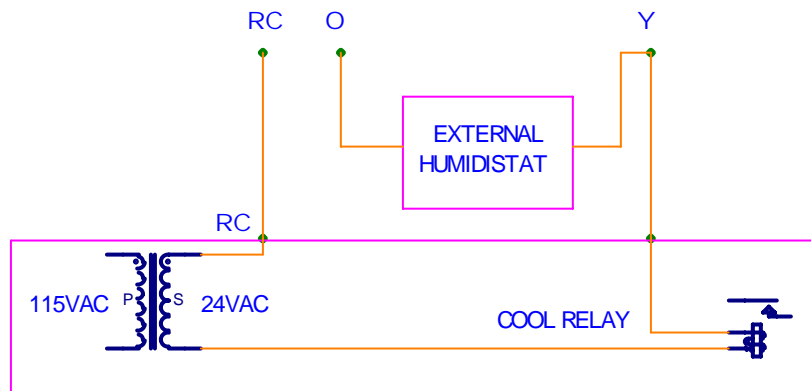 RC O Y
EXTERNAL
HUMIDISTAT
RC
115VAC P S 24VAC
COOL RELAY